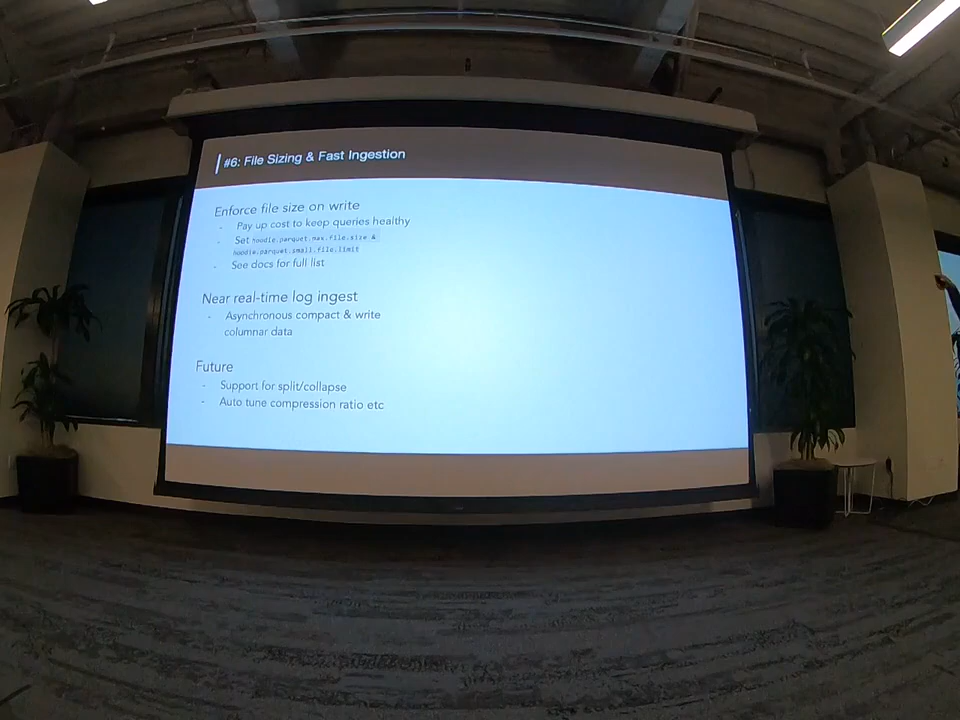 #6: File Sizing & Fast Ingestion
Enforce file size on write
- Pay up cost to keep queries healthy
- Set hoodie.parquet.max.file.size &
hoodie.parquet.small.file.limit
- See docs for full list
Near real-time log ingest
- Asynchronous compact & write
columnar data
Future
- Support for split/collapse
- Auto tune compression ratio etc